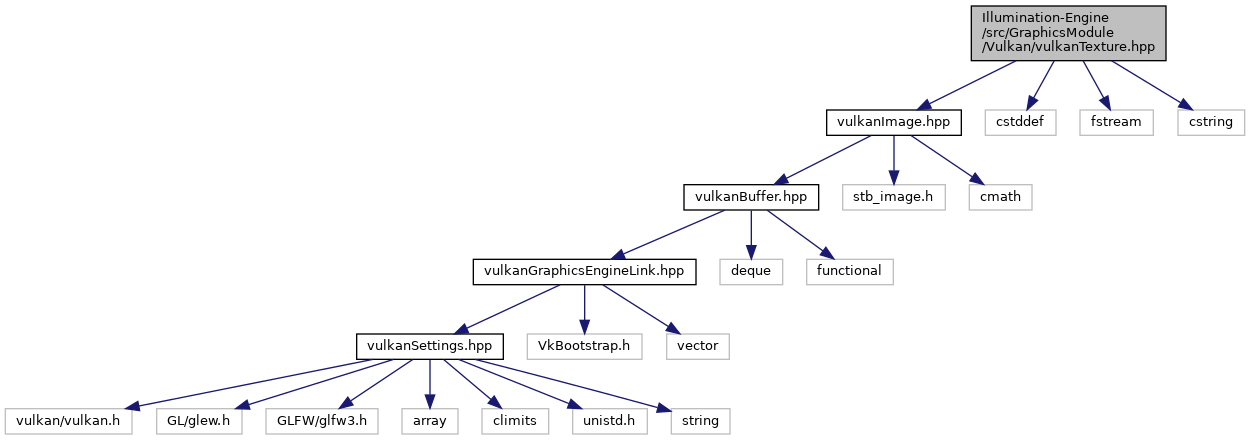 Illumination-Engine
/src/GraphicsModule
/Vulkan/vulkanTexture.hpp
vulkanImage.hpp
cstddef
fstream
cstring
vulkanBuffer.hpp
stb_image.h
cmath
vulkanGraphicsEngineLink.hpp
deque
functional
vulkanSettings.hpp
VkBootstrap.h
vector
vulkan/vulkan.h
GL/glew.h
GLFW/glfw3.h
array
climits
unistd.h
string